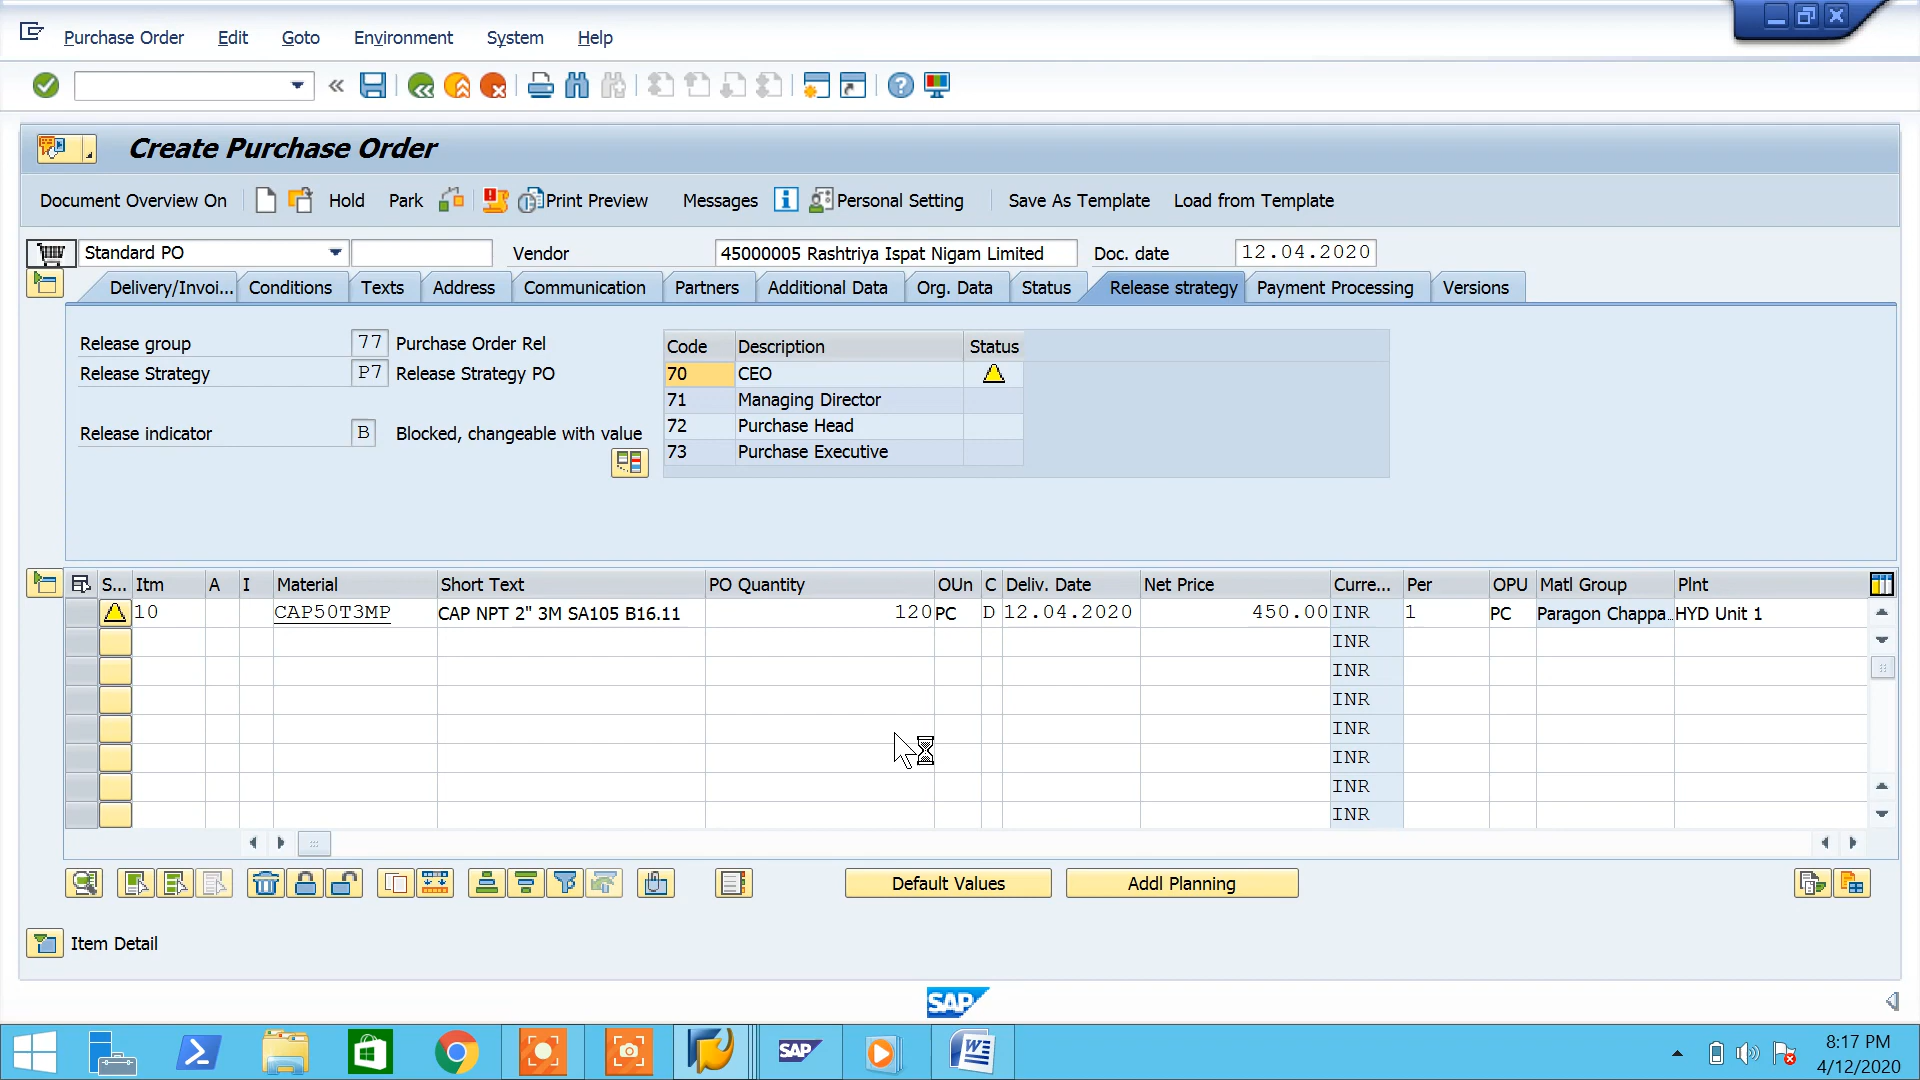 Purchase Order Edit Goto Environment System Help
Create Purchase Order
Document Overview On Hold Park Print Preview Messages Personal Setting Save As Template Load from Template
Standard PO Vendor 45000005 Rashtriya Ispat Nigam Limited Doc. date 12.04.2020
Delivery/Invoi... Conditions Texts Address Communication Partners Additional Data Org. Data Status Release strategy Payment Processing Versions
Release group 77 Purchase Order Rel
Release Strategy P7 Release Strategy PO
Release indicator B Blocked, changeable with value
Code Description Status
70 CEO
71 Managing Director
72 Purchase Head
73 Purchase Executive
S... Itm A I Material Short Text PO Quantity OUn C Deliv. Date Net Price Curre... Per OPU Matl Group Plnt
10 CAP50T3MP CAP NPT 2" 3M SA105 B16.11 120 PC D 12.04.2020 450.00 INR 1 PC Paragon Chappa... HYD Unit 1
INR
INR
INR
INR
INR
INR
INR
Default Values Addl Planning
Item Detail
SAP
SAP
8:17 PM
4/12/2020